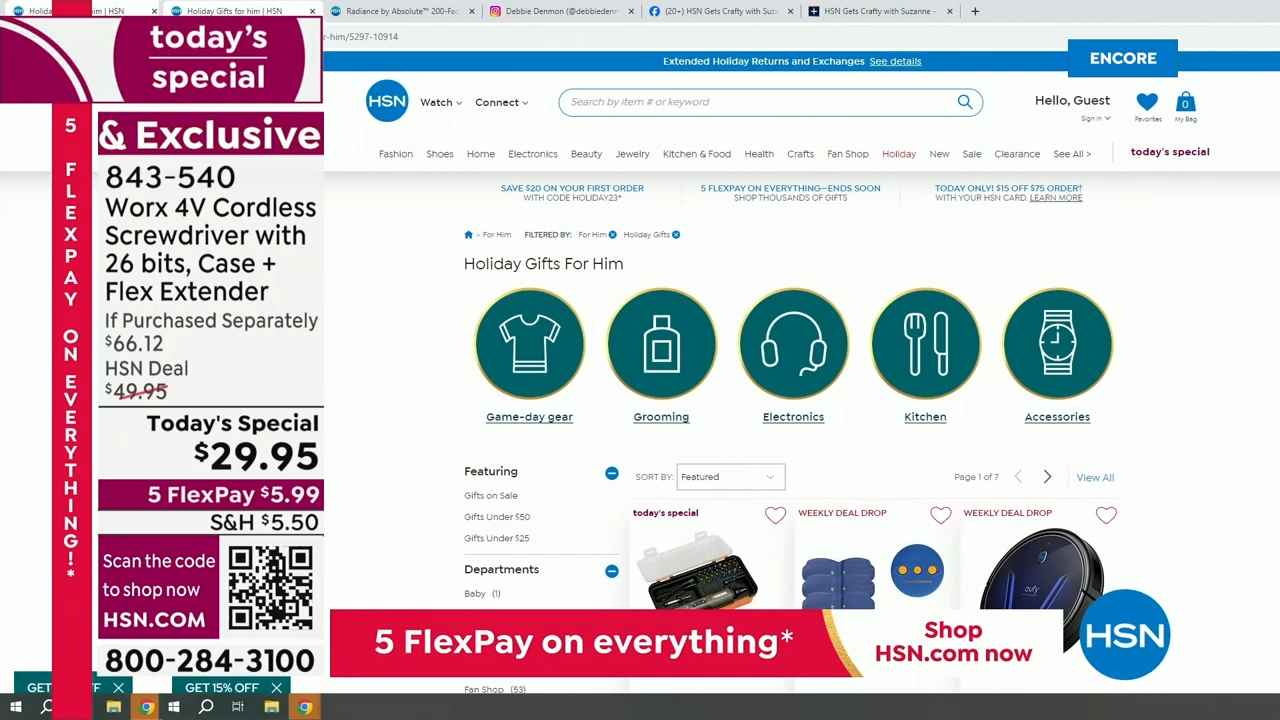 Holiday Gifts for him | HSN
Radiance by Absolute™ 200-Fac
Debbie Denmon (@debbieden
(20+) HSN Gets Crafty with Suza
HSN Gets Crafty with Suzanne -
r-him/5297-10914
today's
special
5 FLEXPAY ON EVERYTHING!*
& Exclusive
843-540
Worx 4V Cordless
Screwdriver with
26 bits, Case +
Flex Extender
If Purchased Separately
$66.12
HSN Deal
$49.95
Today's Special
$29.95
5 FlexPay $5.99
S&H $5.50
Scan the code
to shop now
HSN.COM
800-284-3100
GET
FF
GET 15% OFF
Extended Holiday Returns and Exchanges See details
ENCORE
HSN
Watch
Connect
Search by item # or keyword
Hello, Guest
Sign in
Favorites
0
My Bag
Fashion Shoes Home Electronics Beauty Jewelry Kitchen & Food Health Crafts Fan Shop Holiday New Sale Clearance See All > today's special
SAVE $20 ON YOUR FIRST ORDER
WITH CODE HOLIDAY23*
5 FLEXPAY ON EVERYTHING—ENDS SOON
SHOP THOUSANDS OF GIFTS
TODAY ONLY! $15 OFF $75 ORDER†
WITH YOUR HSN CARD. LEARN MORE
> For Him FILTERED BY: For Him Holiday Gifts
Holiday Gifts For Him
Game-day gear
Grooming
Electronics
Kitchen
Accessories
Featuring
Gifts on Sale
Gifts Under $50
Gifts Under $25
Departments
Baby (1)
Fan Shop (53)
SORT BY: Featured
Page 1 of 7
View All
today's special
WEEKLY DEAL DROP
WEEKLY DEAL DROP
eufy
5 FlexPay on everything*
Shop
HSN.com now
HSN